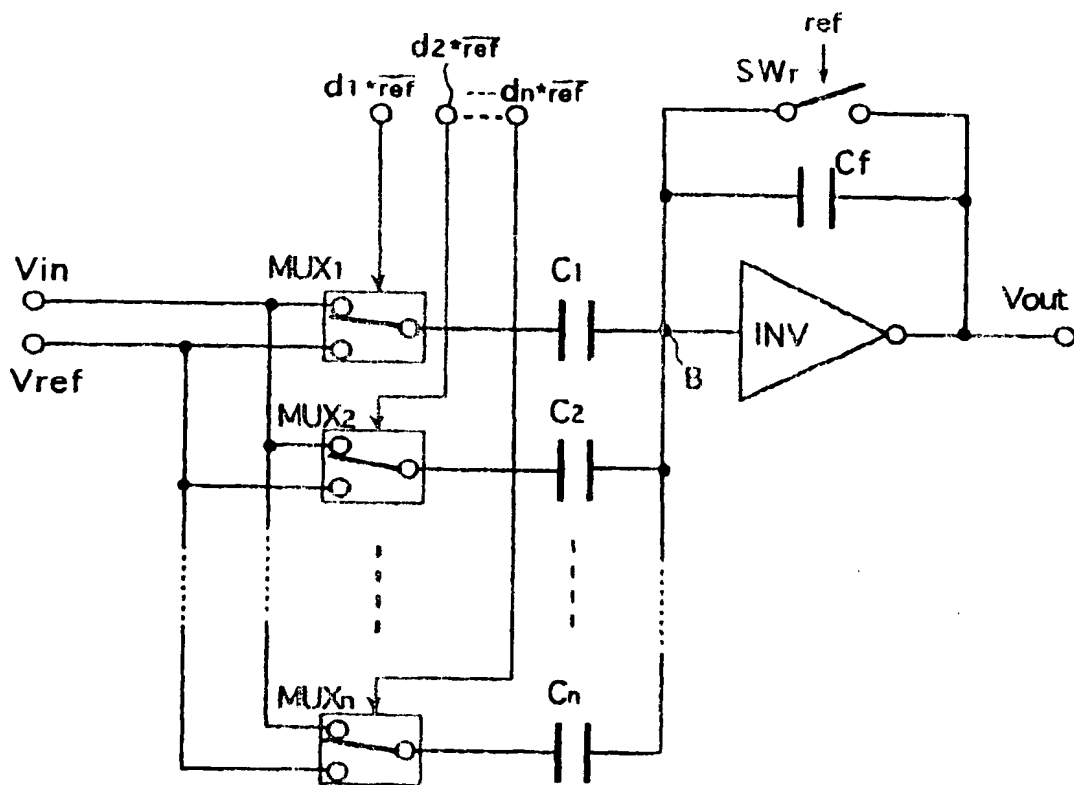 ref
d2*ref
SWr
d1*ref
dn*ref
Cf
Vin
MUX1
C1
Vout
INV
Vref
B
MUX2
C2
MUXn
Cn